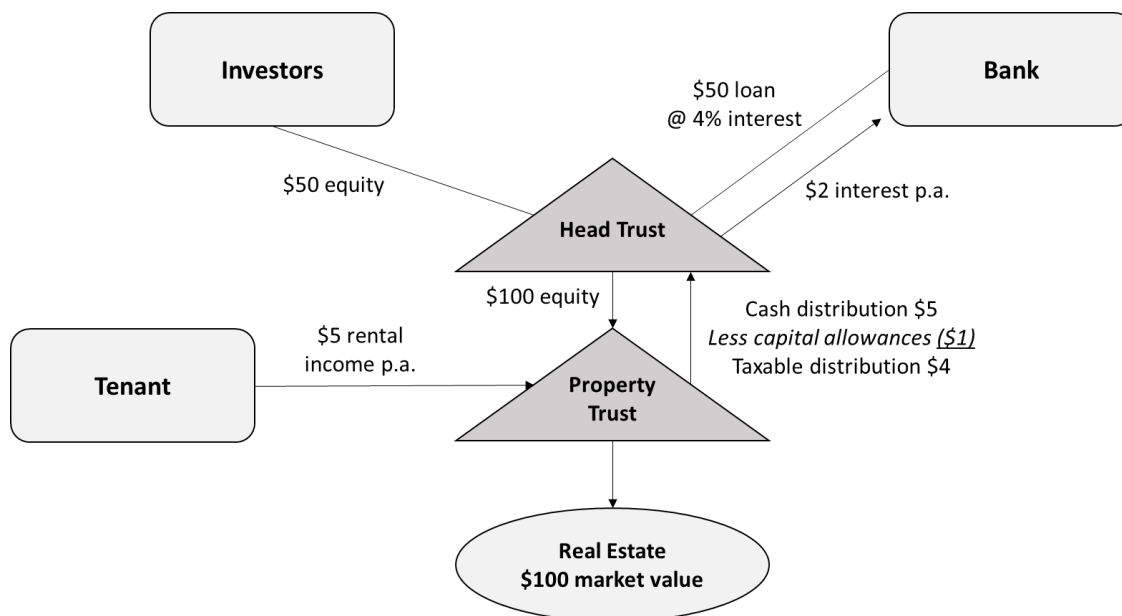 Investors
Bank
$50 loan
@ 4% interest
$50 equity
$2 interest p.a.
Head Trust
$100 equity
Cash distribution $5
Less capital allowances ($1)
Taxable distribution $4
$5 rental
income p.a.
Tenant
Property
Trust
Real Estate
$100 market value